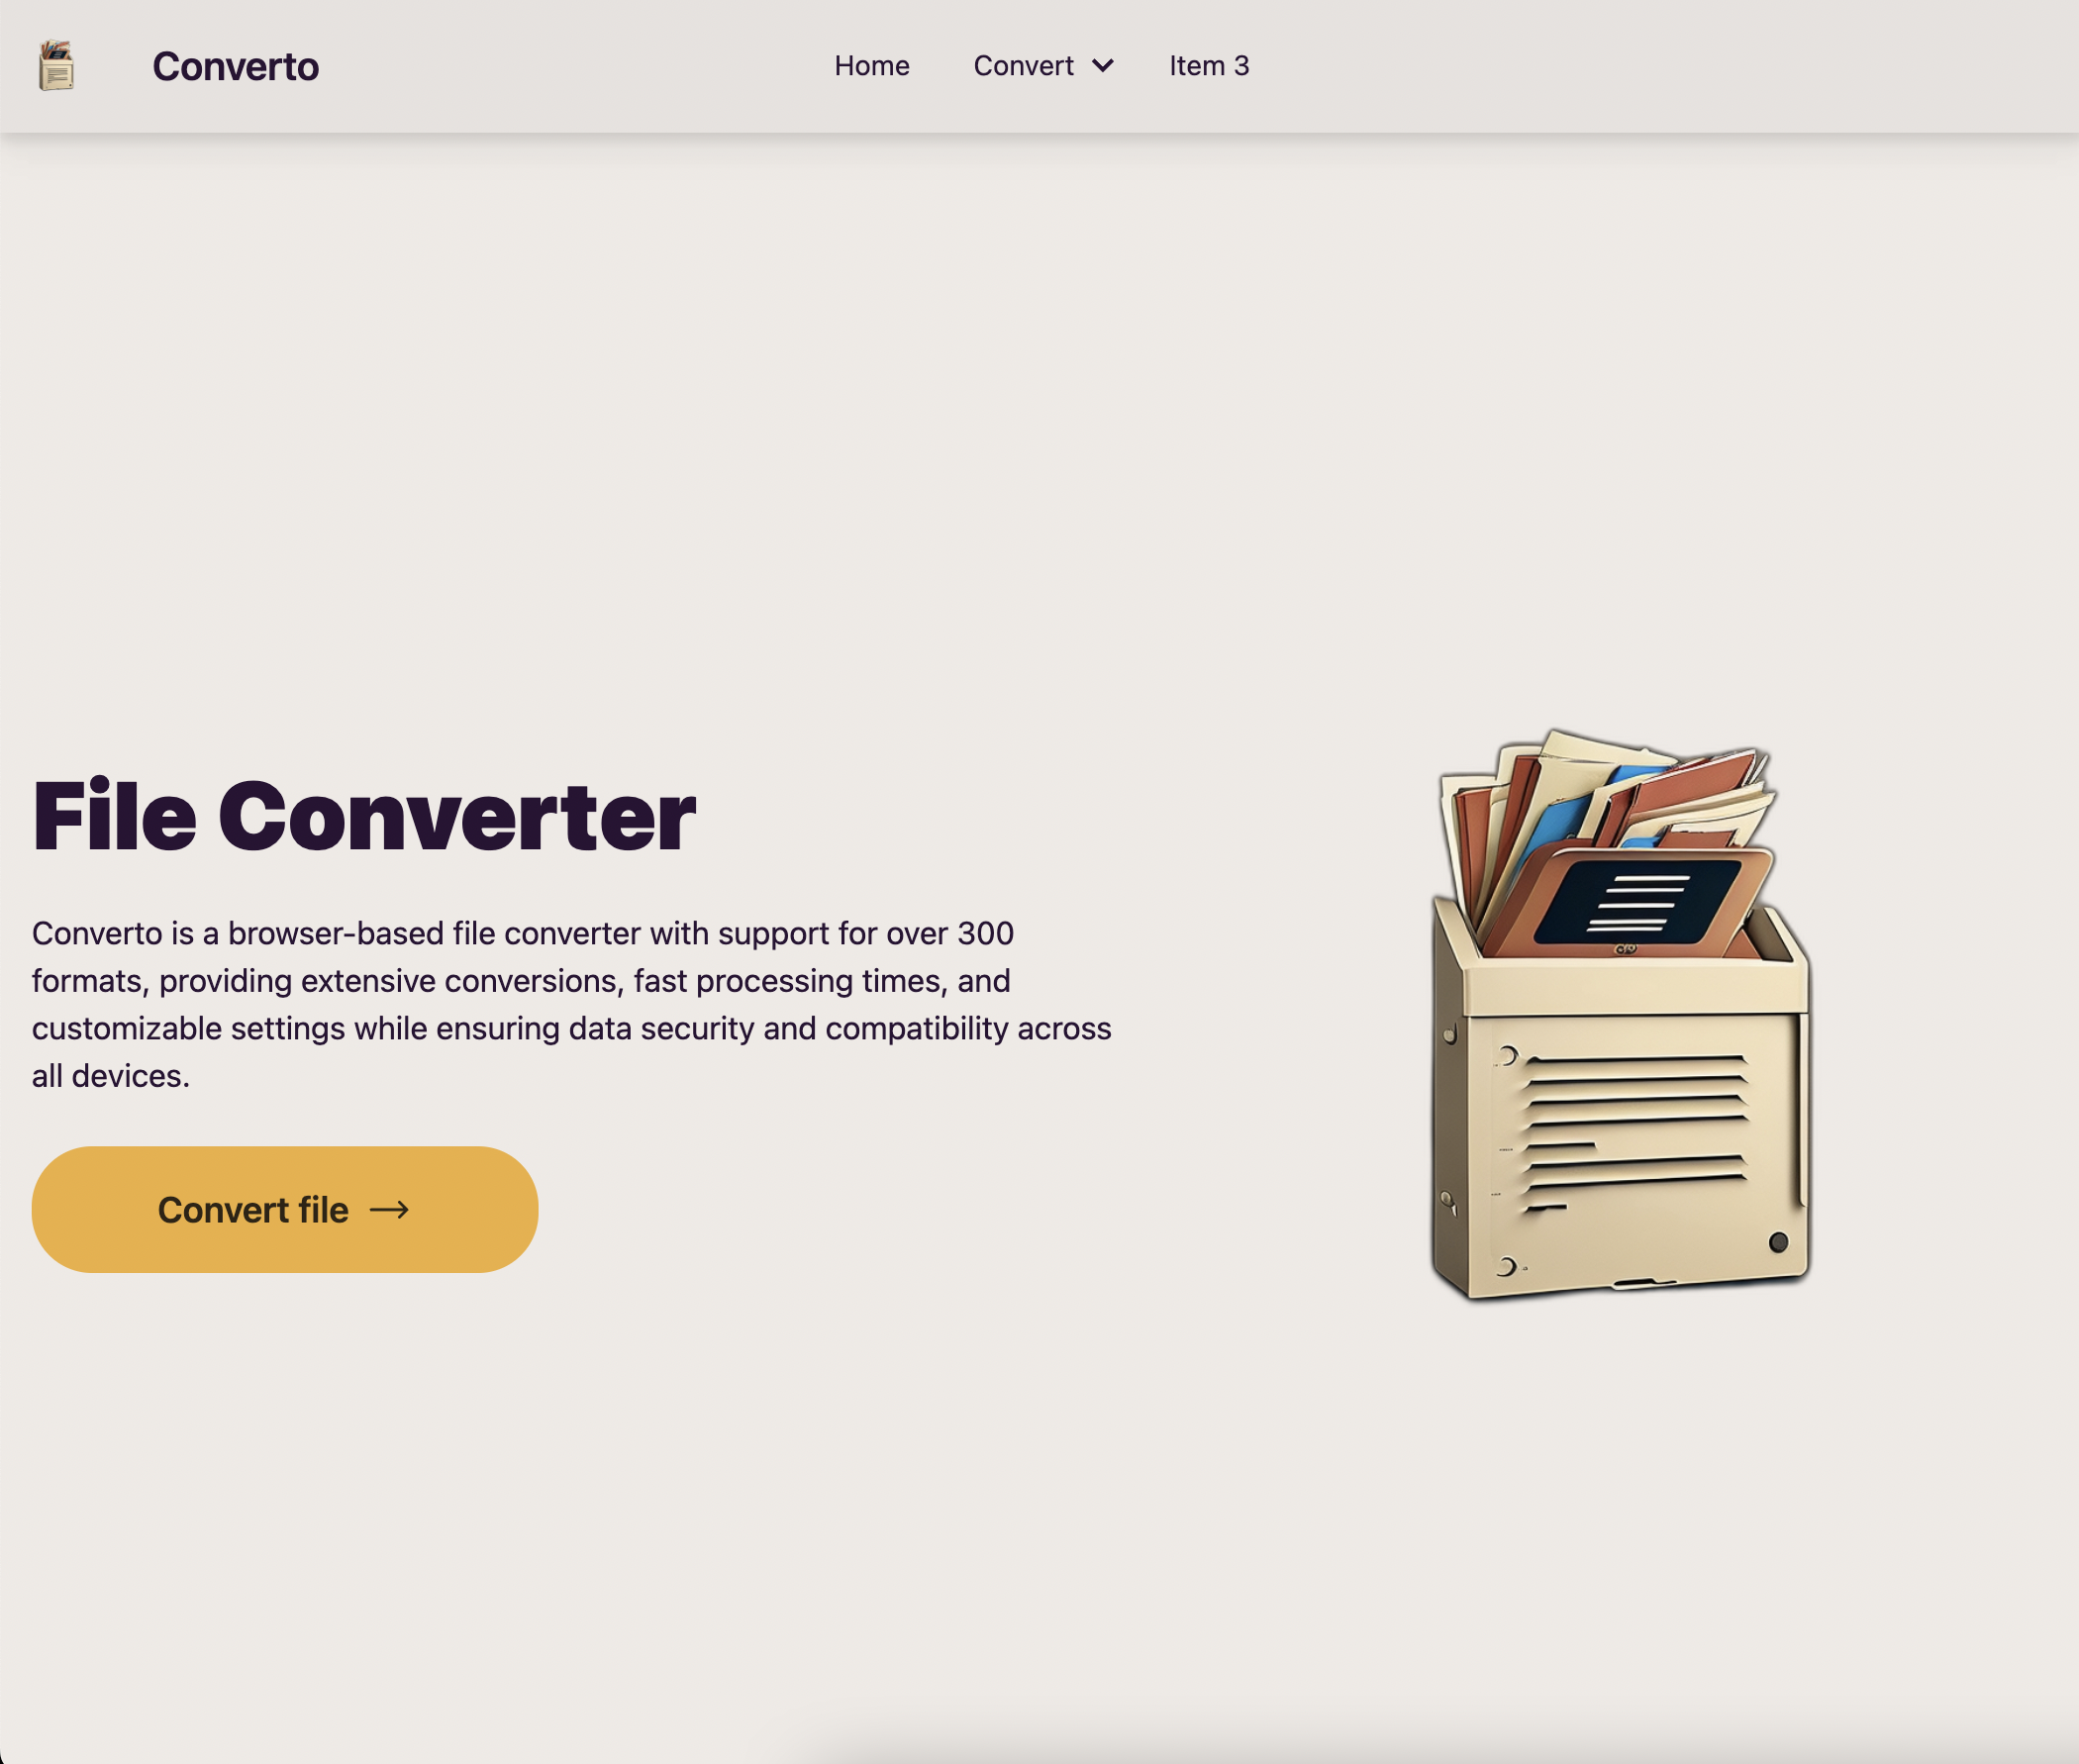 Converto
Home
Convert
Item 3
File Converter
Converto is a browser-based file converter with support for over 300
formats, providing extensive conversions, fast processing times, and
customizable settings while ensuring data security and compatibility across
all devices.
Convert file →